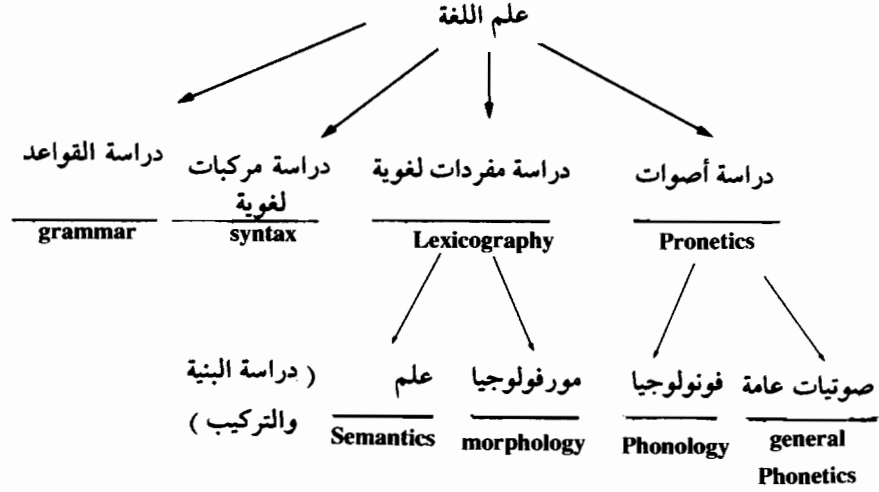 علم اللغة
دراسة أصوات
Pronetics
دراسة مفردات لغوية
Lexicography
دراسة مركبات
لغوية
syntax
دراسة القواعد
grammar
صوتيات عامة
general
Phonetics
فونولوجيا
Phonology
مورفولوجيا
morphology
علم
Semantics
( دراسة البنية
والتركيب )